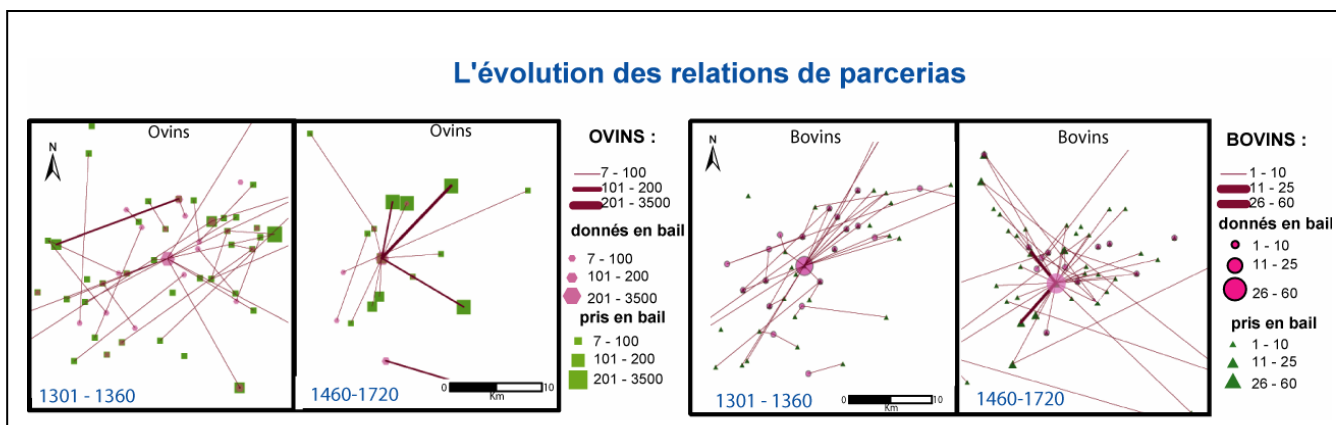 L'évolution des relations de parcerias
Ovins
N
1301 - 1360
Ovins
1460-1720
0
10
Km
OVINS :
7 - 100
101 - 200
201 - 3500
donnés en bail
7 - 100
101 - 200
201 - 3500
pris en bail
7 - 100
101 - 200
201 - 3500
Bovins
N
1301 - 1360
0
10
Km
Bovins
1460-1720
BOVINS :
1 - 10
11 - 25
26 - 60
donnés en bail
1 - 10
11 - 25
26 - 60
pris en bail
1 - 10
11 - 25
26 - 60